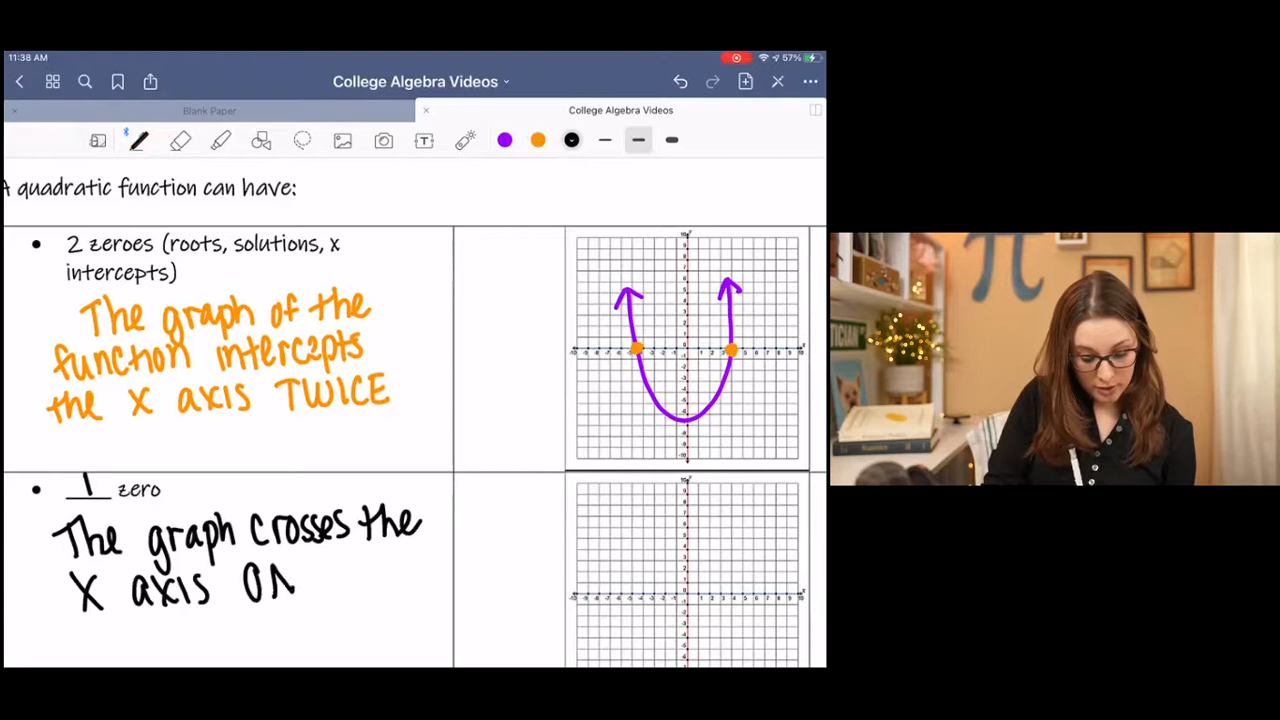 11:38 AM
57%
College Algebra Videos
Blank Paper
College Algebra Videos
A quadratic function can have:
• 2 zeroes (roots, solutions, x
intercepts)
The graph of the
function intercepts
the X axis TWICE
• 1 zero
The graph crosses the
X axis ON